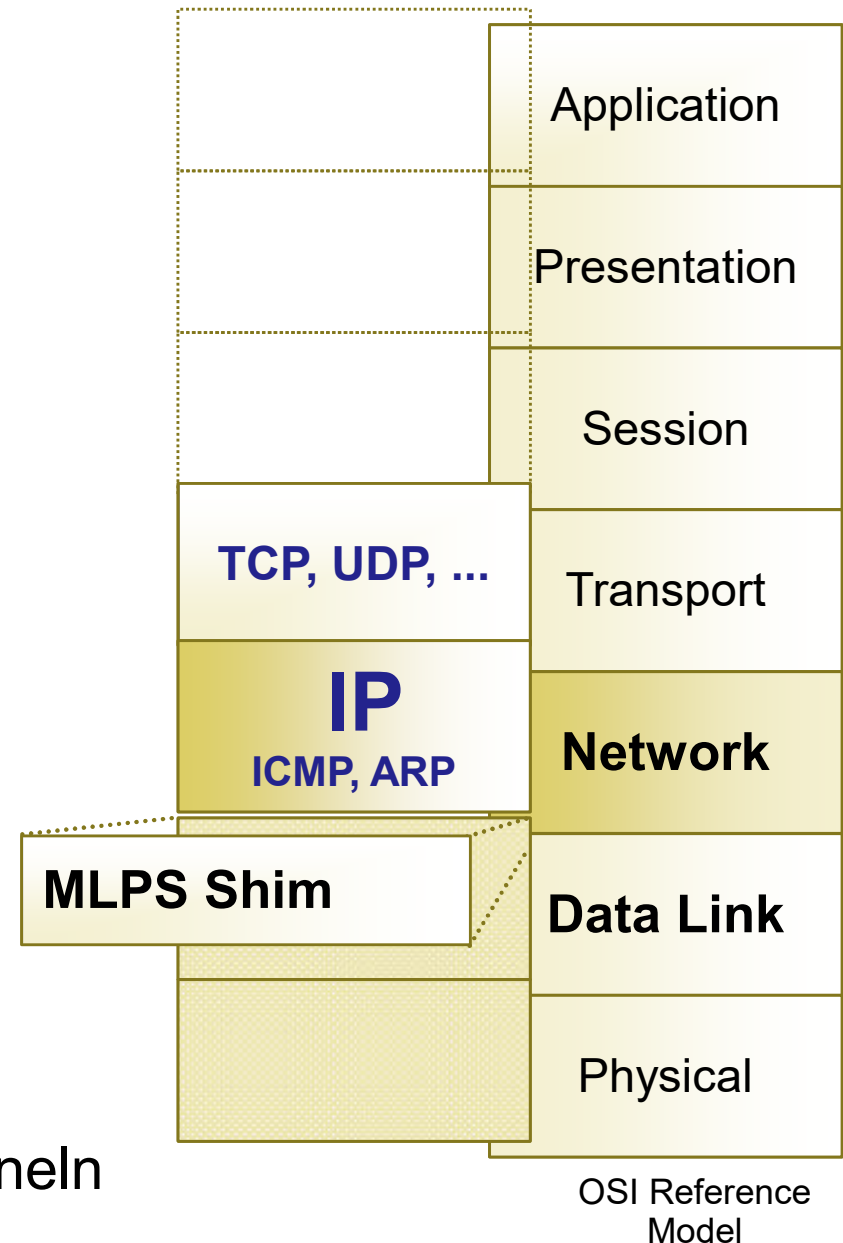 Application
Presentation
Session
TCP, UDP, ...
Transport
IP
ICMP, ARP
Network
MLPS Shim
Data Link
Physical
neln
OSI Reference
Model